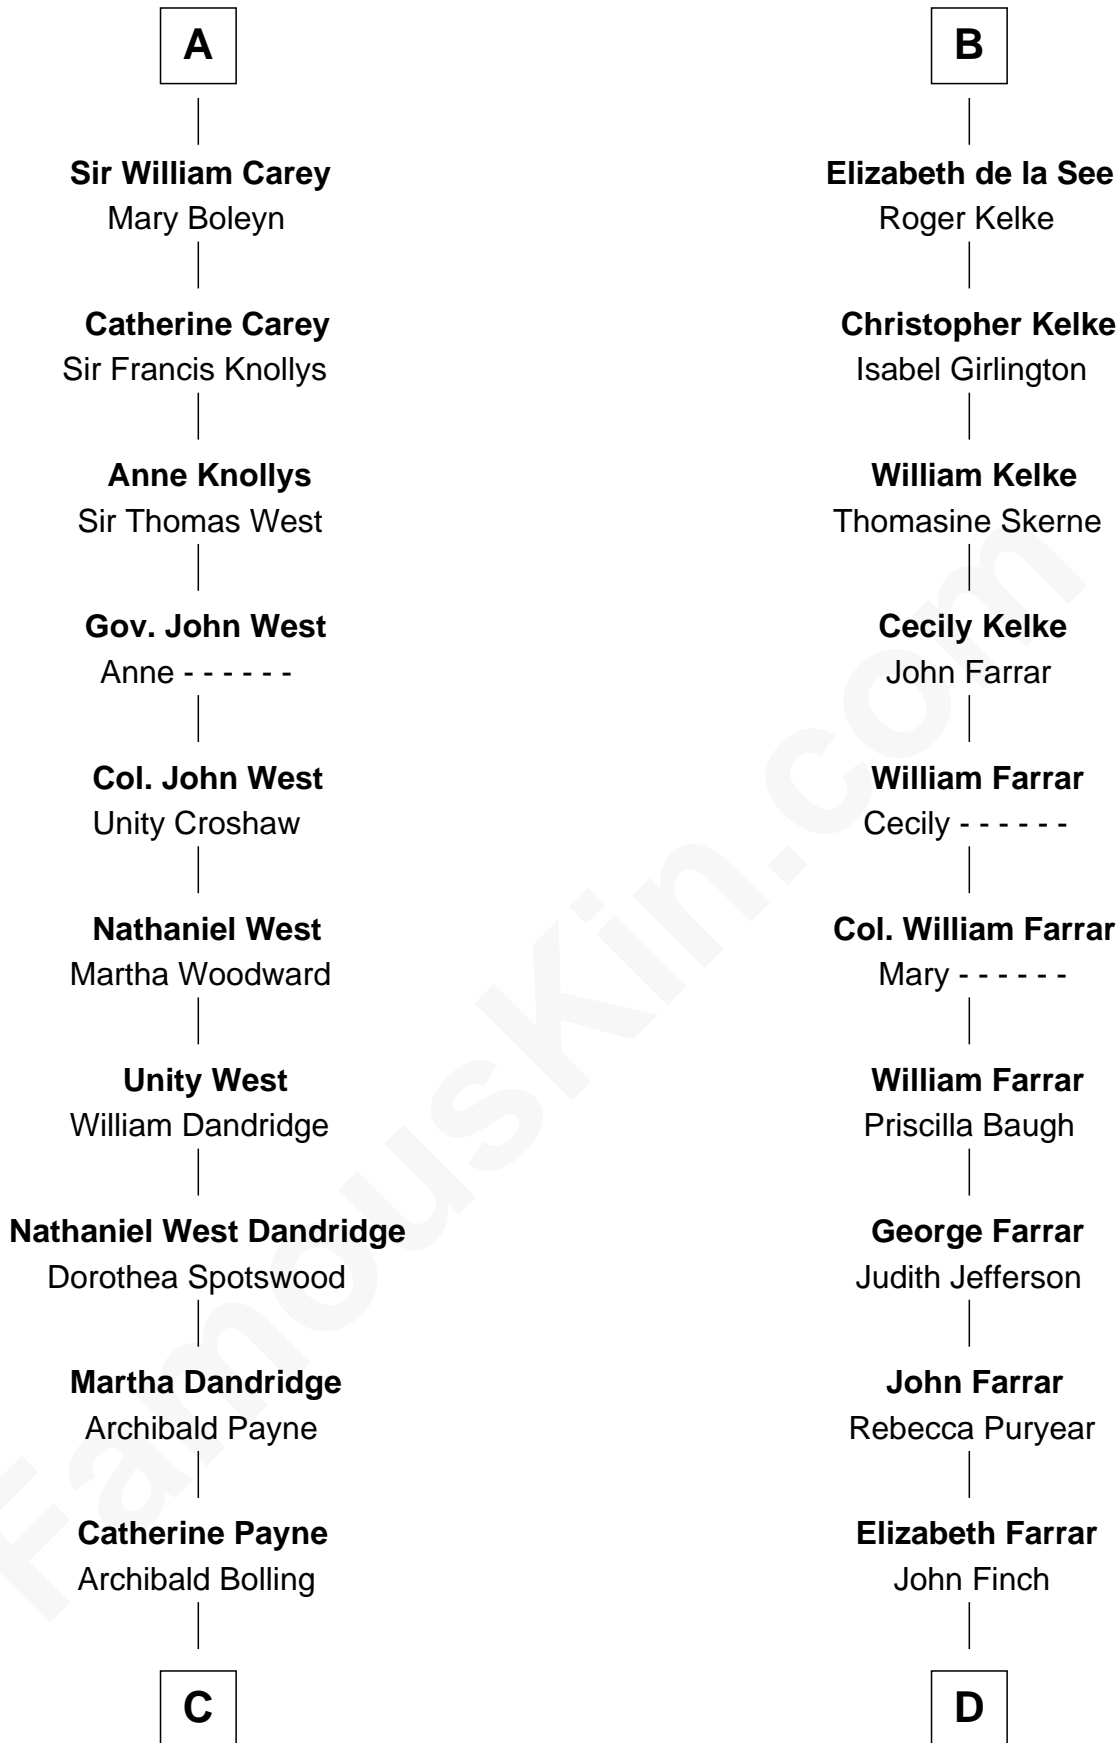 A
Sir William Carey
Mary Boleyn
Catherine Carey
Sir Francis Knollys
Anne Knollys
Sir Thomas West
Gov. John West
Anne - - - - - -
Col. John West
Unity Croshaw
Nathaniel West
Martha Woodward
Unity West
William Dandridge
Nathaniel West Dandridge
Dorothea Spotswood
Martha Dandridge
Archibald Payne
Catherine Payne
Archibald Bolling
C
B
Elizabeth de la See
Roger Kelke
Christopher Kelke
Isabel Girlington
William Kelke
Thomasine Skerne
Cecily Kelke
John Farrar
William Farrar
Cecily - - - - - -
Col. William Farrar
Mary - - - - - -
William Farrar
Priscilla Baugh
George Farrar
Judith Jefferson
John Farrar
Rebecca Puryear
Elizabeth Farrar
John Finch
D
FamousKin.com